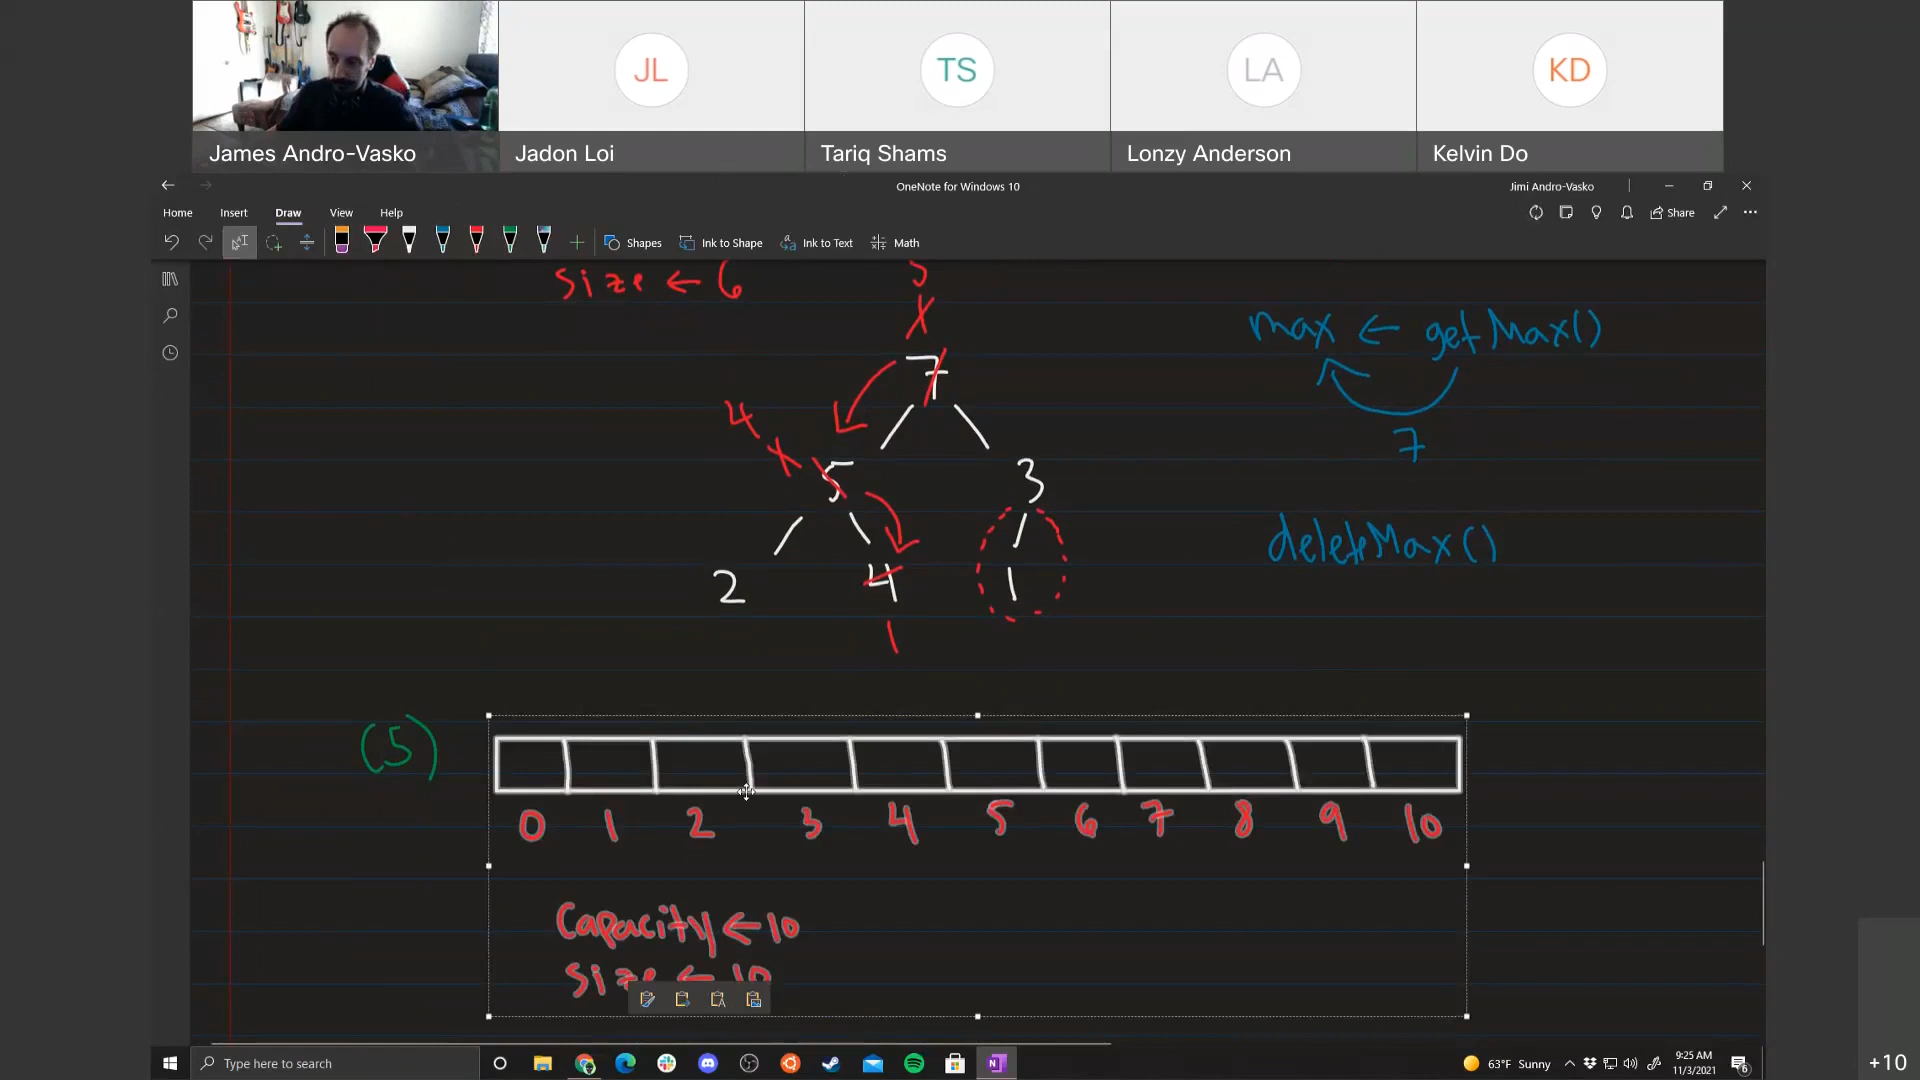 JL
TS
LA
KD
James Andro-Vasko
Jadon Loi
Tariq Shams
Lonzy Anderson
Kelvin Do
OneNote for Windows 10
Jimi Andro-Vasko
Home Insert Draw View Help
Share
Shapes Ink to Shape Ink to Text Math
size ← 6
max ← getMax()
7
7
4
5
3
deleteMax()
2
4
1
1
(5)
0 1 2 3 4 5 6 7 8 9 10
Capacity ← 10
Size ← 10
Type here to search
63°F Sunny
9:25 AM
11/3/2021
6
+10